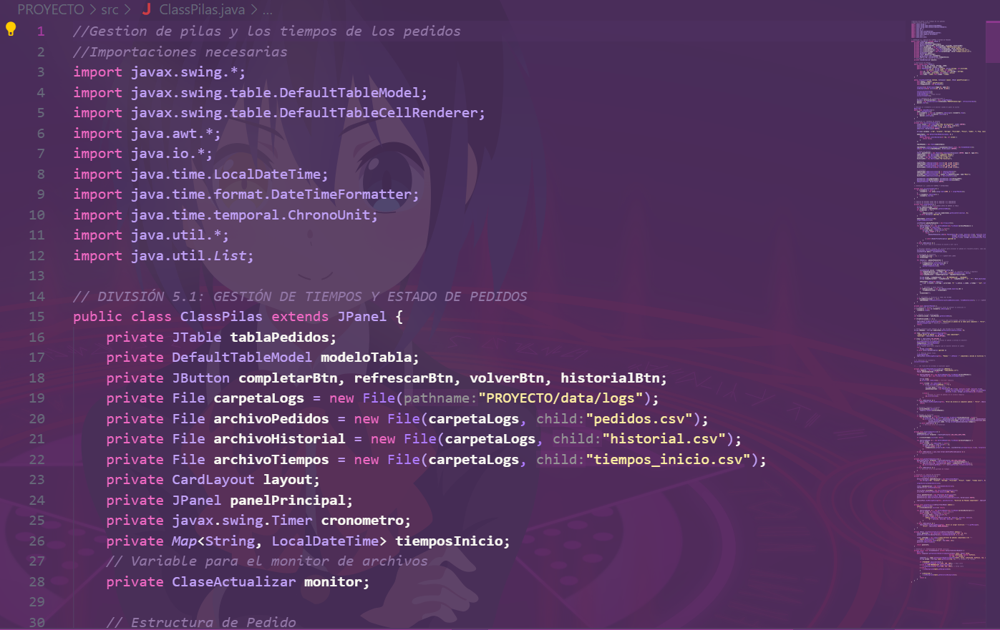 PROYECTO > src > J ClassPilas.java > ...
1 //Gestion de pilas y los tiempos de los pedidos
2 //Importaciones necesarias
3 import javax.swing.*;
4 import javax.swing.table.DefaultTableModel;
5 import javax.swing.table.DefaultTableCellRenderer;
6 import java.awt.*;
7 import java.io.*;
8 import java.time.LocalDateTime;
9 import java.time.format.DateTimeFormatter;
10 import java.time.temporal.ChronoUnit;
11 import java.util.*;
12 import java.util.List;
13
14 // DIVISIÓN 5.1: GESTIÓN DE TIEMPOS Y ESTADO DE PEDIDOS
15 public class ClassPilas extends JPanel {
16 private JTable tablaPedidos;
17 private DefaultTableModel modeloTabla;
18 private JButton completarBtn, refrescarBtn, volverBtn, historialBtn;
19 private File carpetaLogs = new File(pathname:"PROYECTO/data/logs");
20 private File archivoPedidos = new File(carpetaLogs, child:"pedidos.csv");
21 private File archivoHistorial = new File(carpetaLogs, child:"historial.csv");
22 private File archivoTiempos = new File(carpetaLogs, child:"tiempos_inicio.csv");
23 private CardLayout layout;
24 private JPanel panelPrincipal;
25 private javax.swing.Timer cronometro;
26 private Map<String, LocalDateTime> tiemposInicio;
27 // Variable para el monitor de archivos
28 private ClaseActualizar monitor;
29
30 // Estructura de Pedido